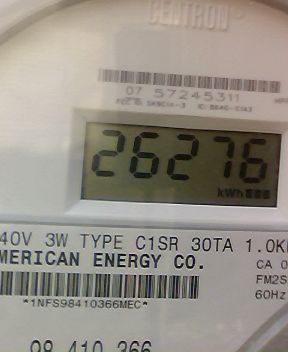 CENTRON®
07 57245311
26276
kWh
40V 3W TYPE C1SR 30TA 1.0K
MERICAN ENERGY CO.
CA 0
FM2S
60Hz
*1NFS98410366MEC*
98 410 366